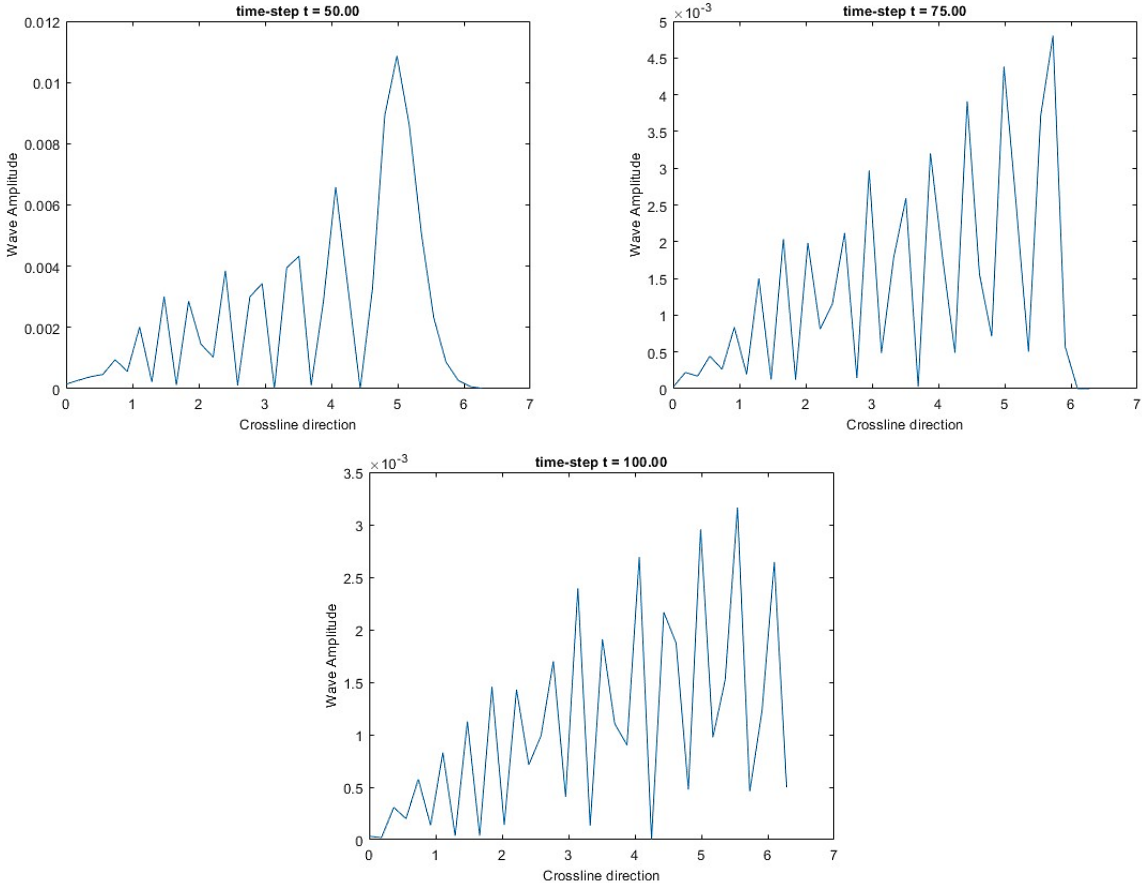 time-step t = 50.00
0.012
0.01
0.008
0.006
0.004
0.002
0
Wave Amplitude
0 1 2 3 4 5 6 7
Crossline direction
×10⁻³ time-step t = 75.00
5
4.5
4
3.5
3
2.5
2
1.5
1
0.5
0
Wave Amplitude
0 1 2 3 4 5 6 7
Crossline direction
×10⁻³ time-step t = 100.00
3.5
3
2.5
2
1.5
1
0.5
0
Wave Amplitude
0 1 2 3 4 5 6 7
Crossline direction